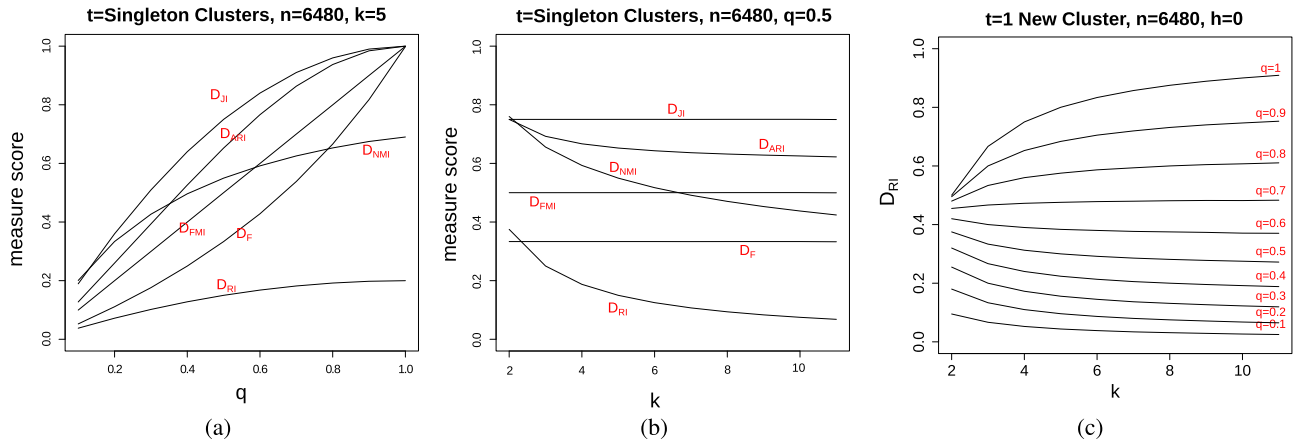 t=Singleton Clusters, n=6480, k=5
measure score
1.0
0.8
0.6
0.4
0.2
0.0
D_JI
D_ARI
D_NMI
D_FMI
D_F
D_RI
0.2 0.4 0.6 0.8 1.0
q
(a)
t=Singleton Clusters, n=6480, q=0.5
measure score
1.0
0.8
0.6
0.4
0.2
0.0
D_JI
D_ARI
D_NMI
D_FMI
D_F
D_RI
2 4 6 8 10
k
(b)
t=1 New Cluster, n=6480, h=0
D_RI
1.0
0.8
0.6
0.4
0.2
0.0
q=1
q=0.9
q=0.8
q=0.7
q=0.6
q=0.5
q=0.4
q=0.3
q=0.2
q=0.1
2 4 6 8 10
k
(c)